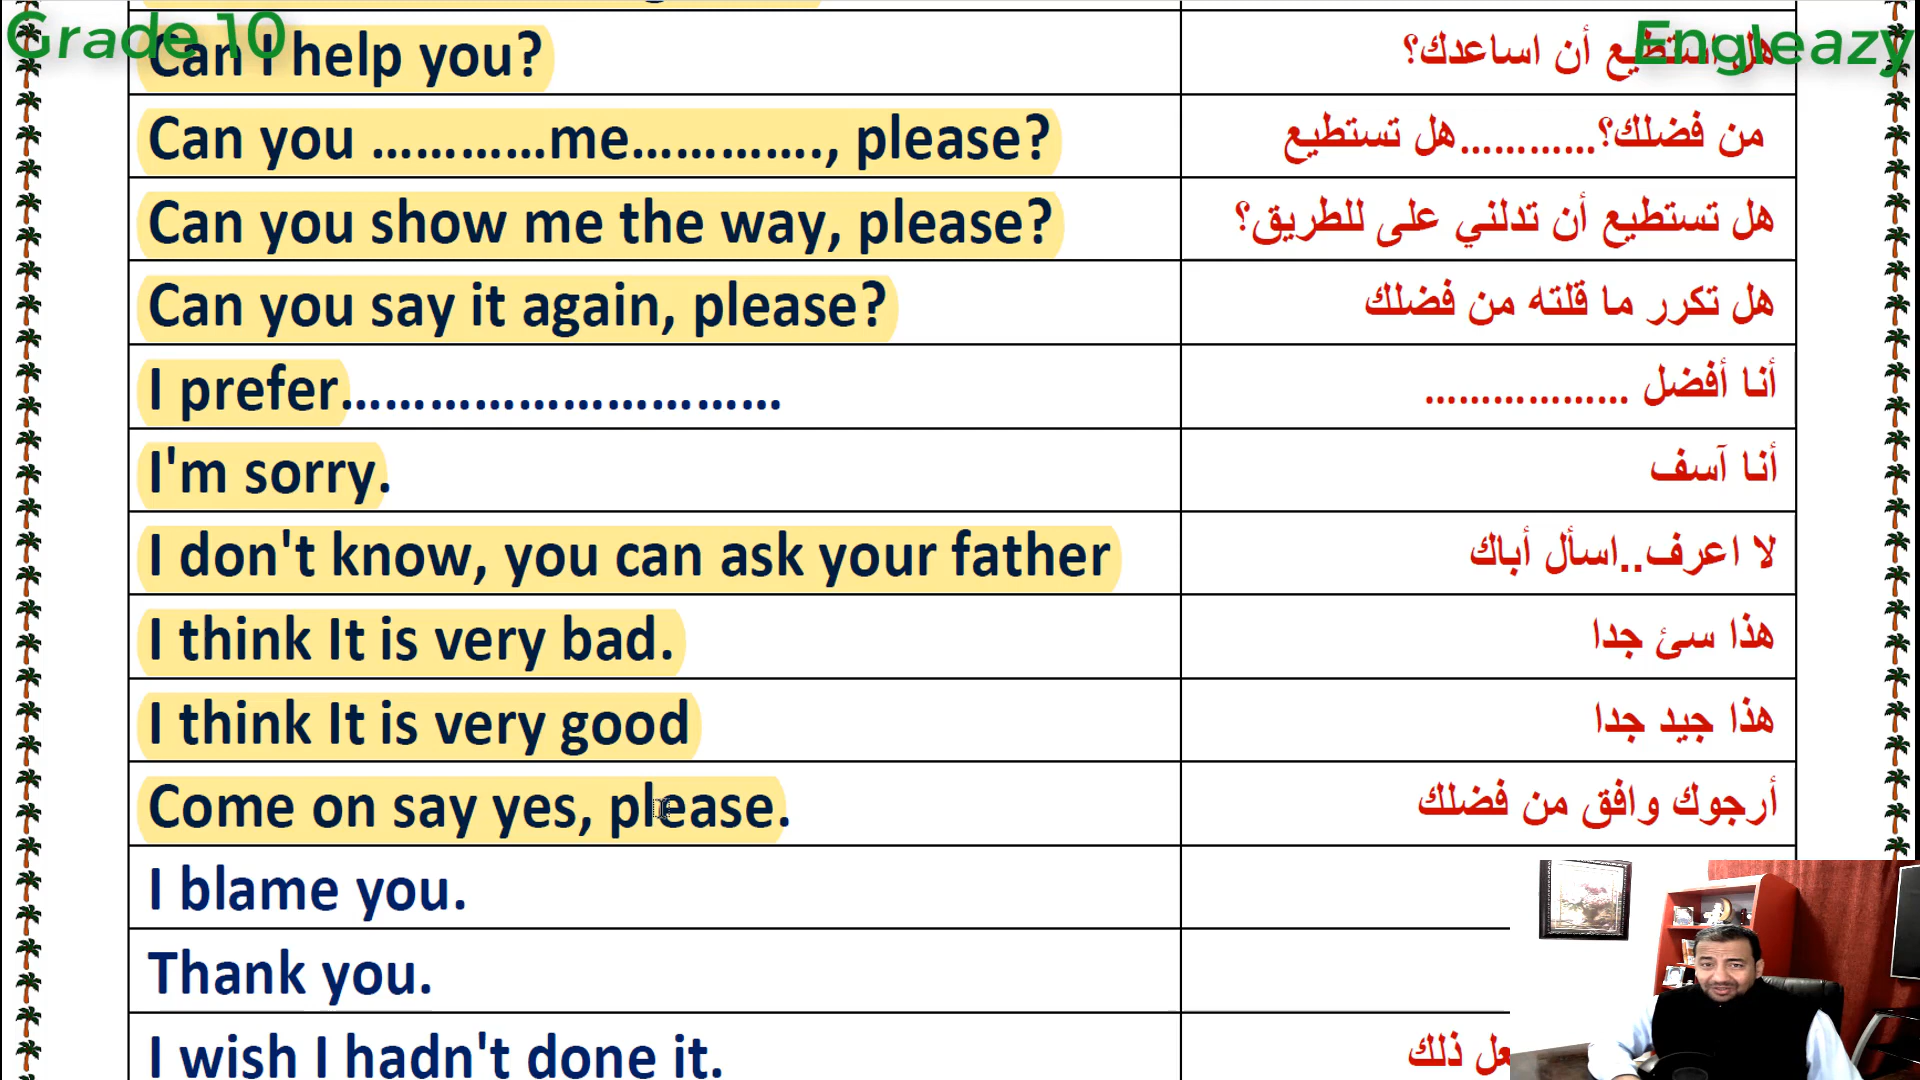 Grade 10
Engleazy
Can I help you?
هل استطيع أن اساعدك؟
Can you ............me............., please?
من فضلك؟............هل تستطيع
Can you show me the way, please?
هل تستطيع أن تدلني على للطريق؟
Can you say it again, please?
هل تكرر ما قلته من فضلك
I prefer..............................
أنا أفضل ..................
I'm sorry.
أنا آسف
I don't know, you can ask your father
لا اعرف..اسأل أباك
I think It is very bad.
هذا سئ جدا
I think It is very good
هذا جيد جدا
Come on say yes, please.
أرجوك وافق من فضلك
I blame you.
Thank you.
I wish I hadn't done it.
ذلك